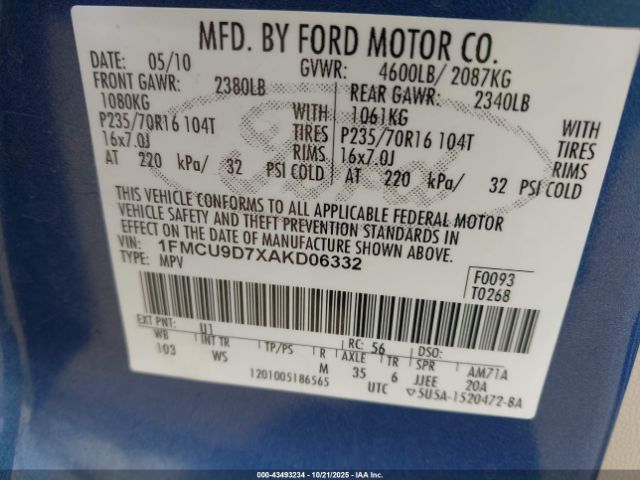 MFD. BY FORD MOTOR CO.
DATE: 05/10 GVWR: 4600LB/ 2087KG
FRONT GAWR: 2380LB REAR GAWR: 2340LB
1080KG WITH 1061KG WITH
P235/70R16 104T TIRES P235/70R16 104T TIRES
16x7.0J RIMS 16x7.0J RIMS
AT 220 kPa/ 32 PSI COLD AT 220 kPa/ 32 PSI COLD
THIS VEHICLE CONFORMS TO ALL APPLICABLE FEDERAL MOTOR
VEHICLE SAFETY AND THEFT PREVENTION STANDARDS IN
EFFECT ON THE DATE OF MANUFACTURE SHOWN ABOVE.
VIN: 1FMCU9D7XAKD06332
TYPE: MPV
F0093
T0268
EXT PNT: U1 RC: 56 DSO:
WB INT TR TP/PS R AXLE TR SPR AM71A
103 WS M 35 6 JJEE 20A
1201005186565 UTC 5U5A-1520472-BA
Ford
000-43493234 - 10/21/2025 - IAA Inc.